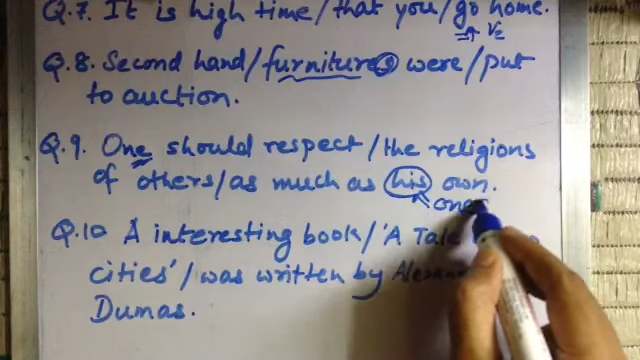 Q.7. It is high time/that you/go home.
→ V2
Q.8. Second hand/furnitures were/put
to auction.
Q.9. One should respect/the religions
of others/as much as his own.
one
Q.10 A interesting book/'A Tale
cities'/was written by
Dumas.